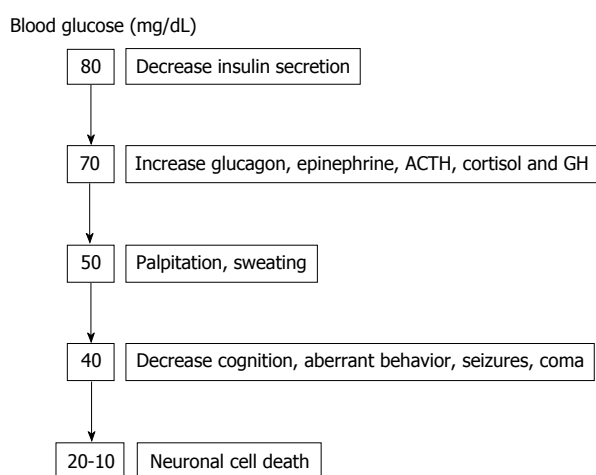 Blood glucose (mg/dL)
80 Decrease insulin secretion
70 Increase glucagon, epinephrine, ACTH, cortisol and GH
50 Palpitation, sweating
40 Decrease cognition, aberrant behavior, seizures, coma
20-10 Neuronal cell death